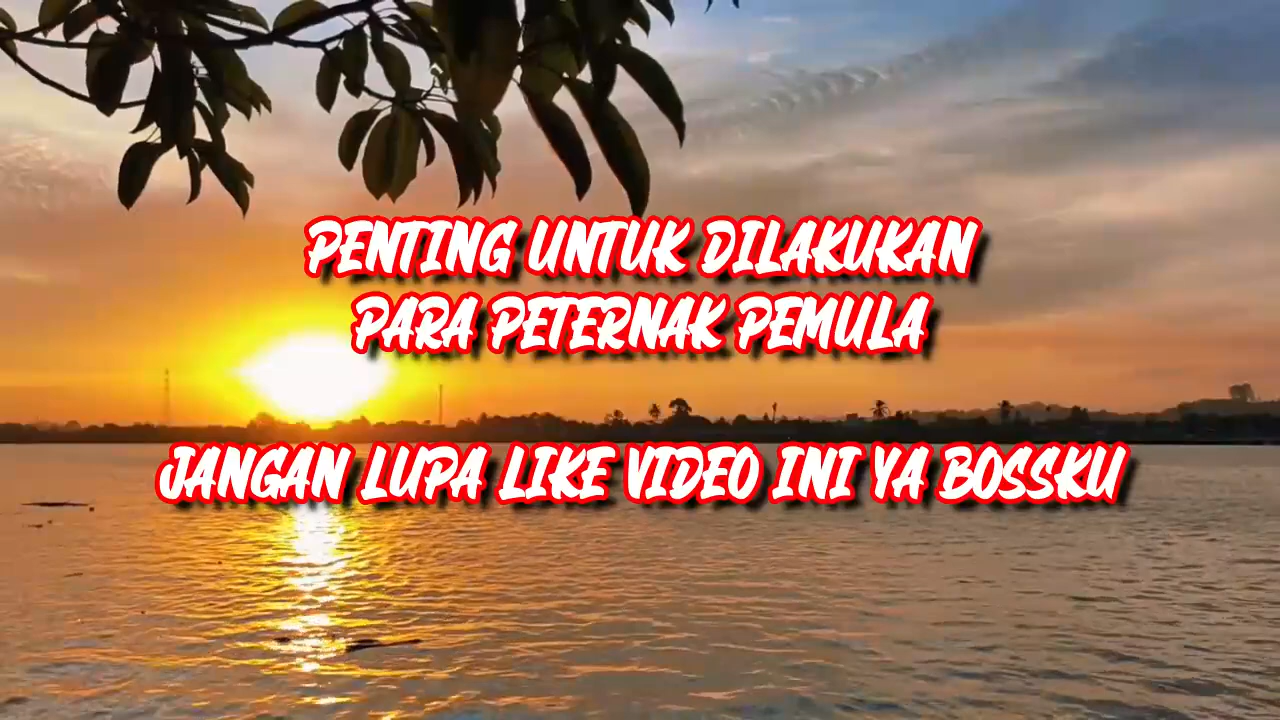 PENTING UNTUK DILAKUKAN
PARA PETERNAK PEMULA
JANGAN LUPA LIKE VIDEO INI YA BOSSKU